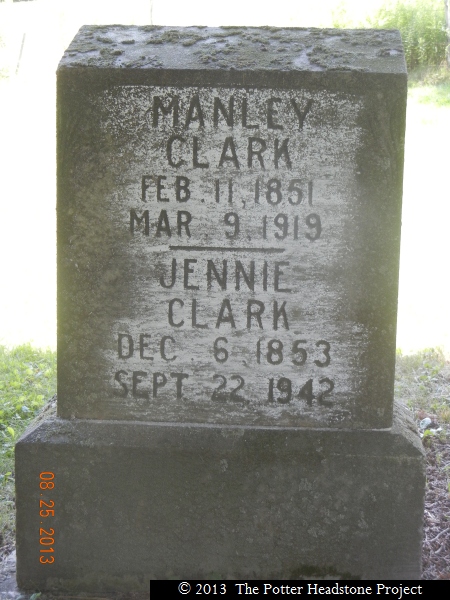 MANLEY
CLARK
FEB. 11, 1851
MAR. 9. 1919
JENNIE
CLARK
DEC. 6. 1853
SEPT. 22. 1942
08 25 2013
© 2013 The Potter Headstone Project